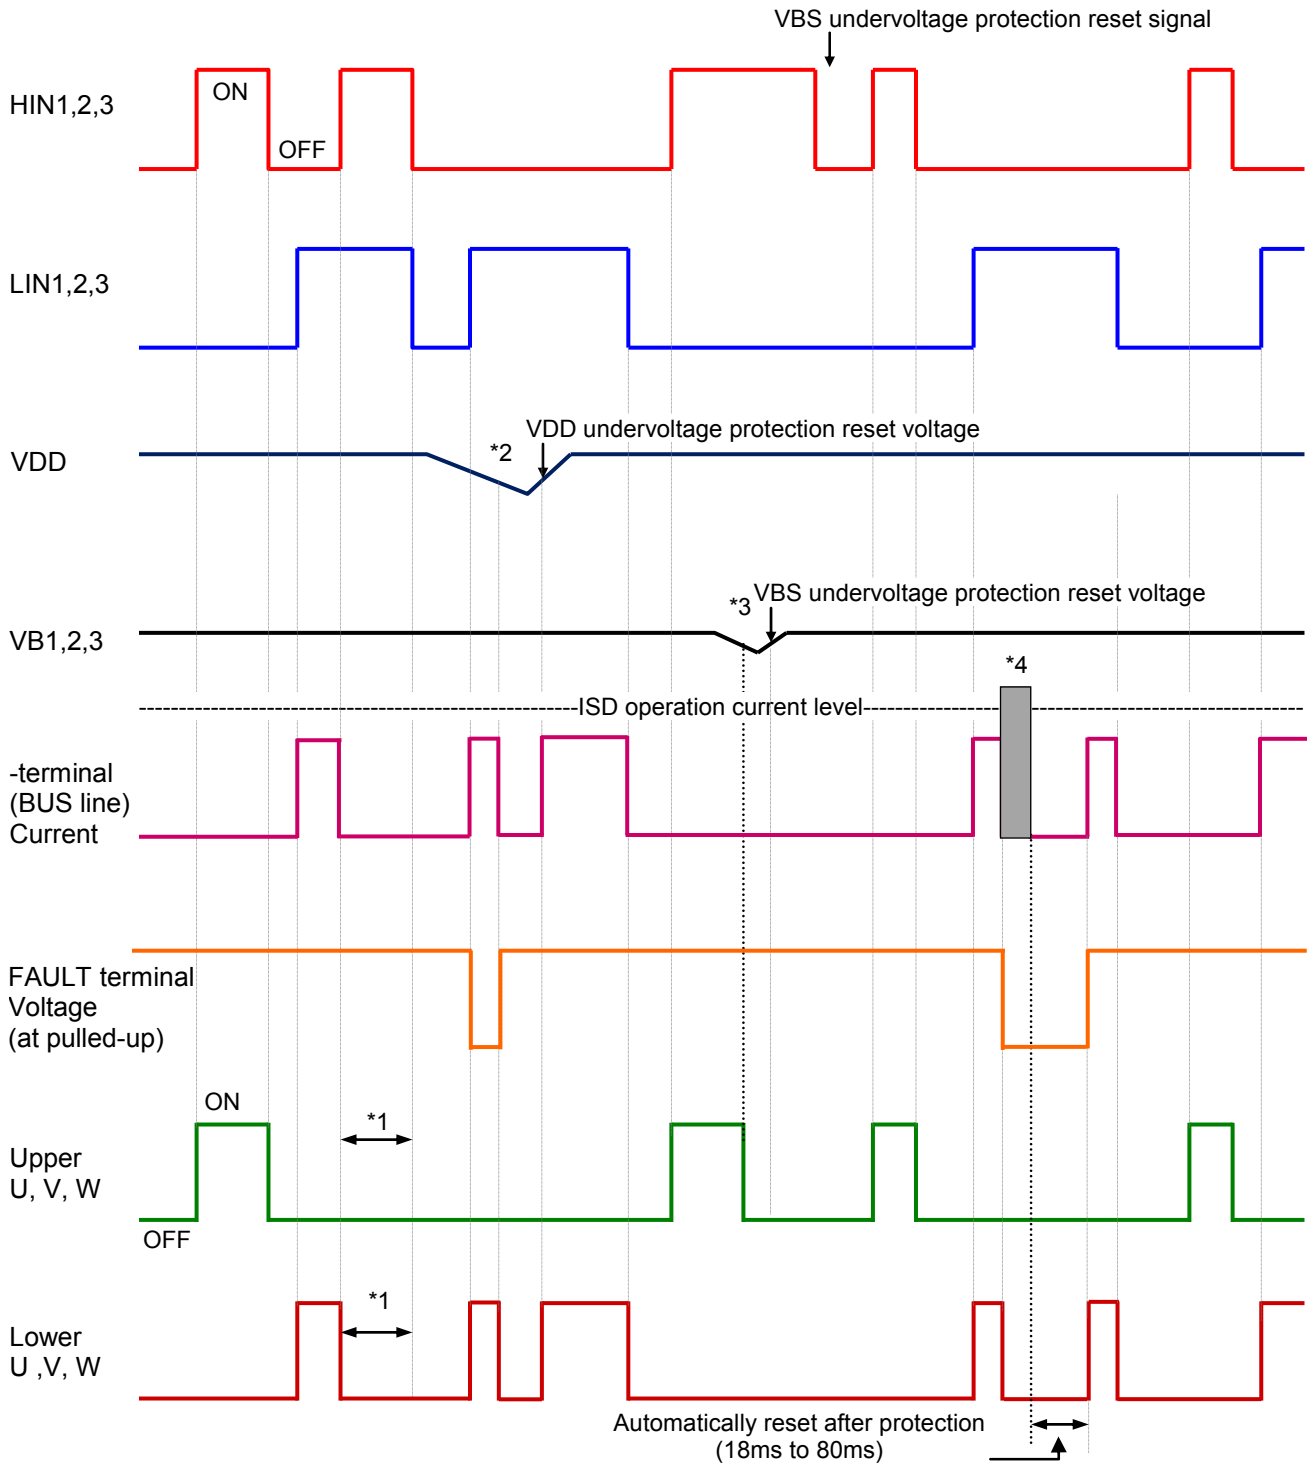 VBS undervoltage protection reset signal
HIN1,2,3
ON
OFF
LIN1,2,3
VDD
*2
VDD undervoltage protection reset voltage
VB1,2,3
*3
VBS undervoltage protection reset voltage
*4
ISD operation current level
-terminal
(BUS line)
Current
FAULT terminal
Voltage
(at pulled-up)
ON
*1
Upper
U, V, W
OFF
*1
Lower
U ,V, W
Automatically reset after protection
(18ms to 80ms)